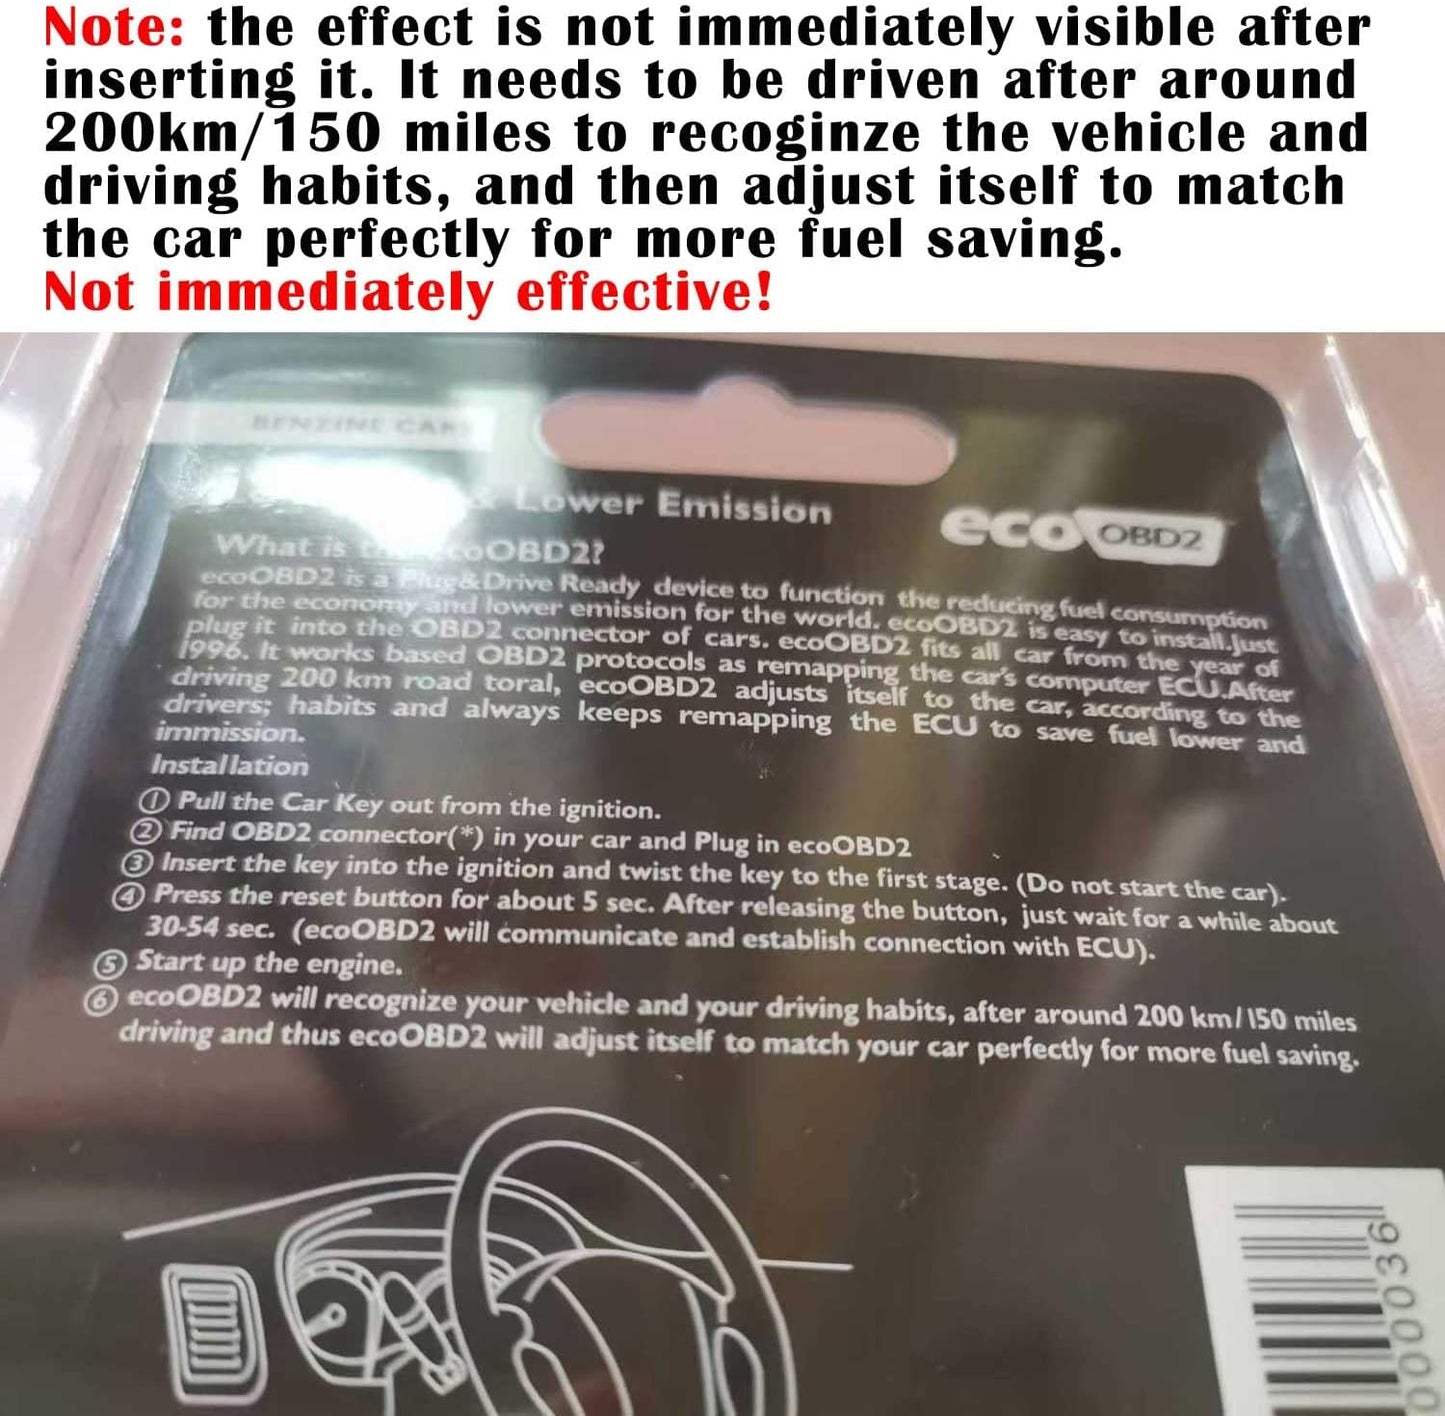 Note: the effect is not immediately visible after
inserting it. It needs to be driven after around
200km/150 miles to recoginze the vehicle and
driving habits, and then adjust itself to match
the car perfectly for more fuel saving.
Not immediately effective!
BENZINE CARS
& Lower Emission
eco OBD2
What is ecoOBD2?
ecoOBD2 is a Plug&Drive Ready device to function the reducing fuel consumption
for the economy and lower emission for the world. ecoOBD2 is easy to install.Just
plug it into the OBD2 connector of cars. ecoOBD2 fits all car from the year of
1996. It works based OBD2 protocols as remapping the car's computer ECU.After
driving 200 km road toral, ecoOBD2 adjusts itself to the car, according to the
drivers; habits and always keeps remapping the ECU to save fuel lower and
immission.
Installation
① Pull the Car Key out from the ignition.
② Find OBD2 connector(*) in your car and Plug in ecoOBD2
③ Insert the key into the ignition and twist the key to the first stage. (Do not start the car).
④ Press the reset button for about 5 sec. After releasing the button, just wait for a while about
30-54 sec. (ecoOBD2 will communicate and establish connection with ECU).
⑤ Start up the engine.
⑥ ecoOBD2 will recognize your vehicle and your driving habits, after around 200 km/150 miles
driving and thus ecoOBD2 will adjust itself to match your car perfectly for more fuel saving.
000036